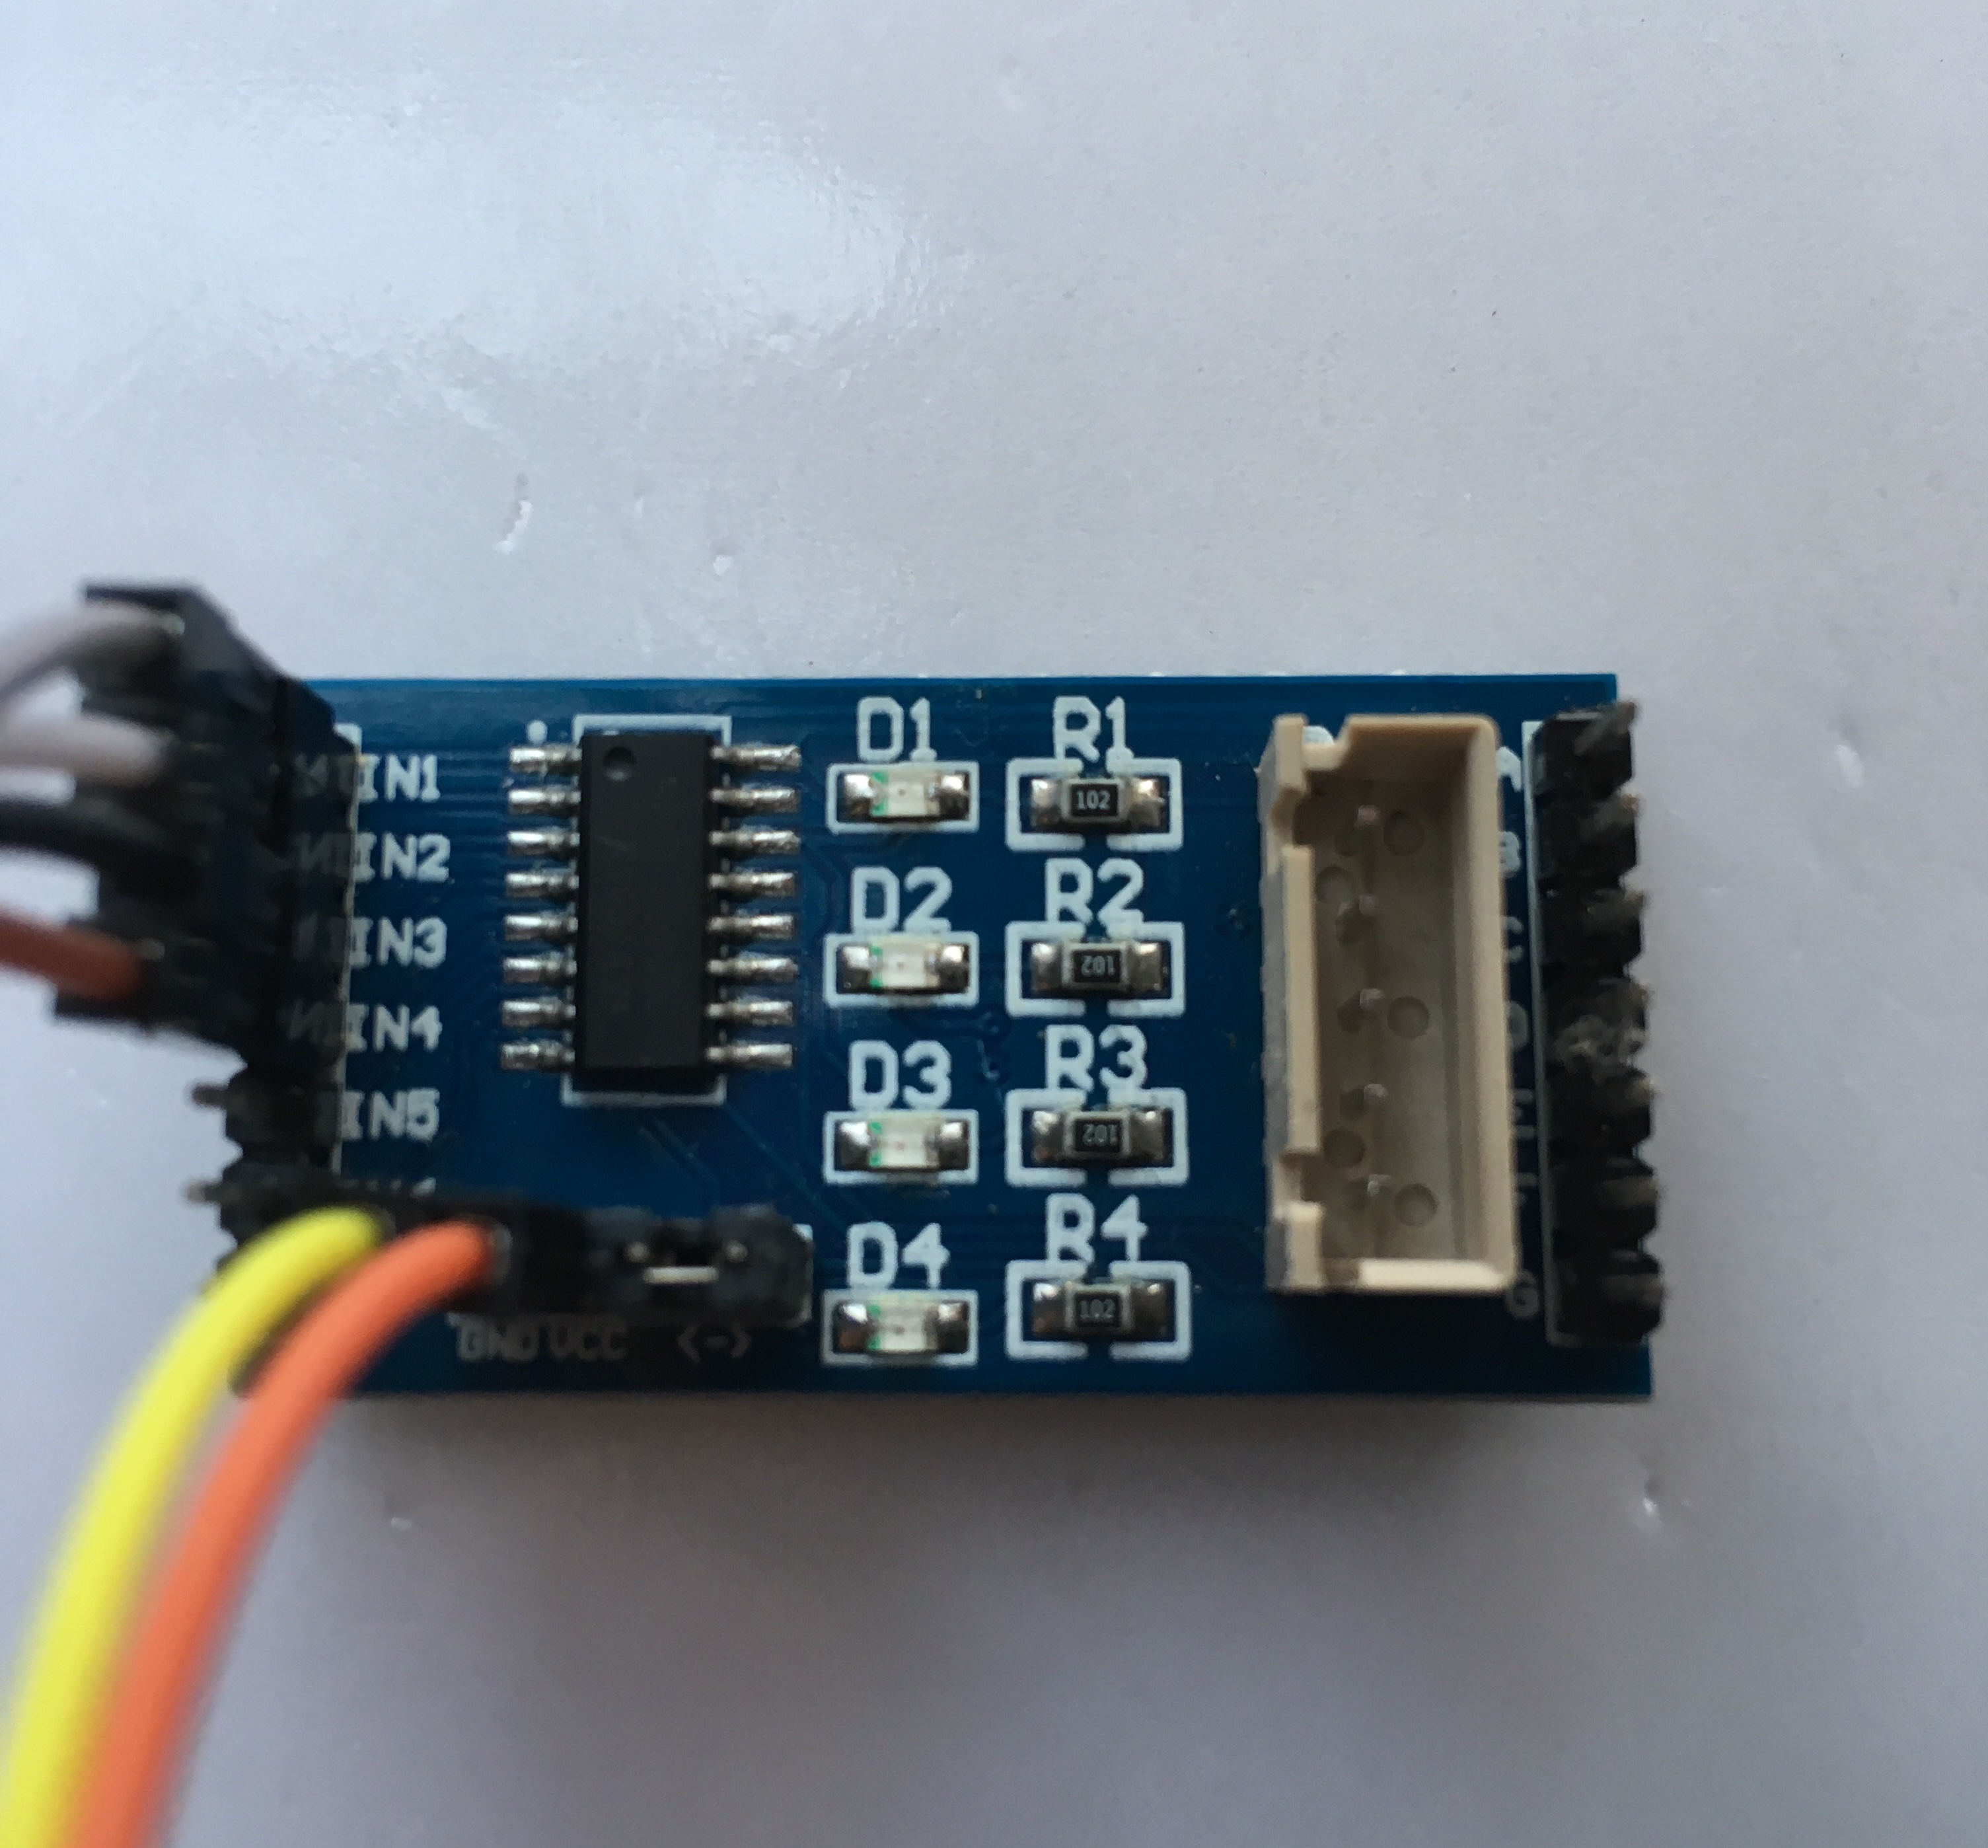 D1 R1
IN1 102 A
B
D2 R2
IN2
IN3 102 C
D
D3 R3
IN4
IN5 102 E
D4 R4
102 G
GND VCC <->